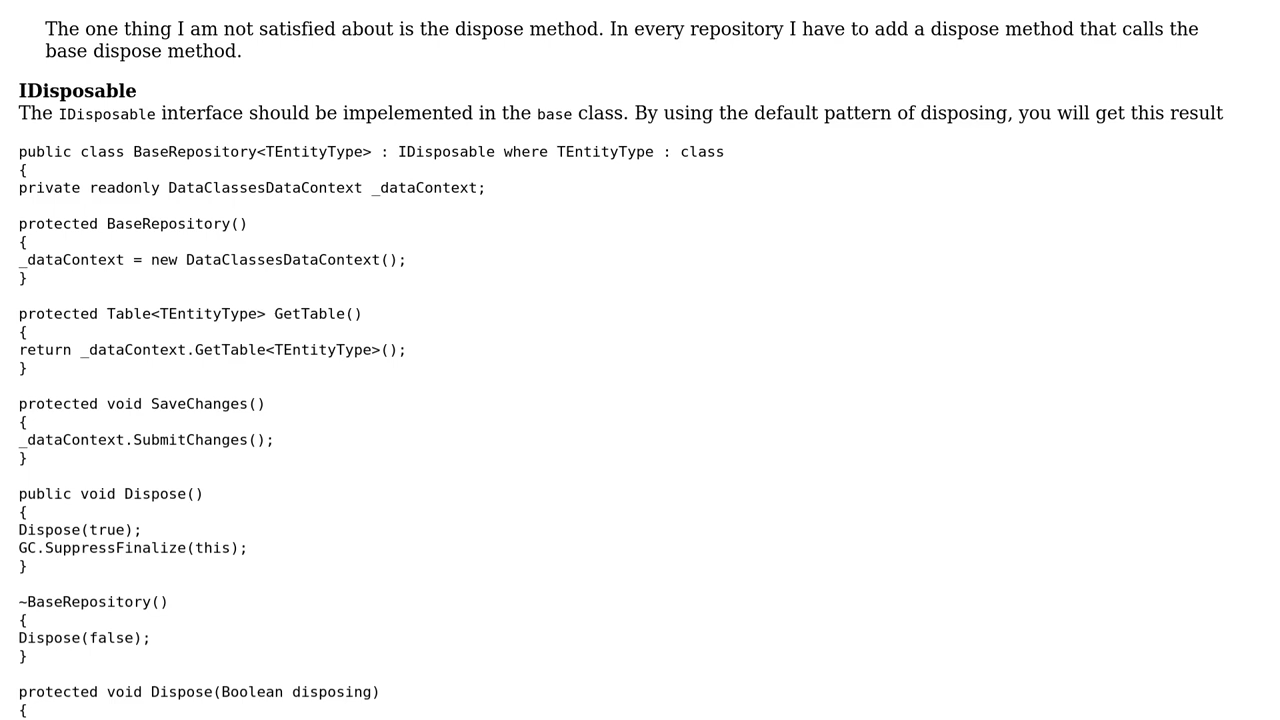 The one thing I am not satisfied about is the dispose method. In every repository I have to add a dispose method that calls the
base dispose method.
IDisposable
The IDisposable interface should be impelemented in the base class. By using the default pattern of disposing, you will get this result
public class BaseRepository<TEntityType> : IDisposable where TEntityType : class
{
private readonly DataClassesDataContext _dataContext;
protected BaseRepository()
{
_dataContext = new DataClassesDataContext();
}
protected Table<TEntityType> GetTable()
{
return _dataContext.GetTable<TEntityType>();
}
protected void SaveChanges()
{
_dataContext.SubmitChanges();
}
public void Dispose()
{
Dispose(true);
GC.SuppressFinalize(this);
}
~BaseRepository()
{
Dispose(false);
}
protected void Dispose(Boolean disposing)
{